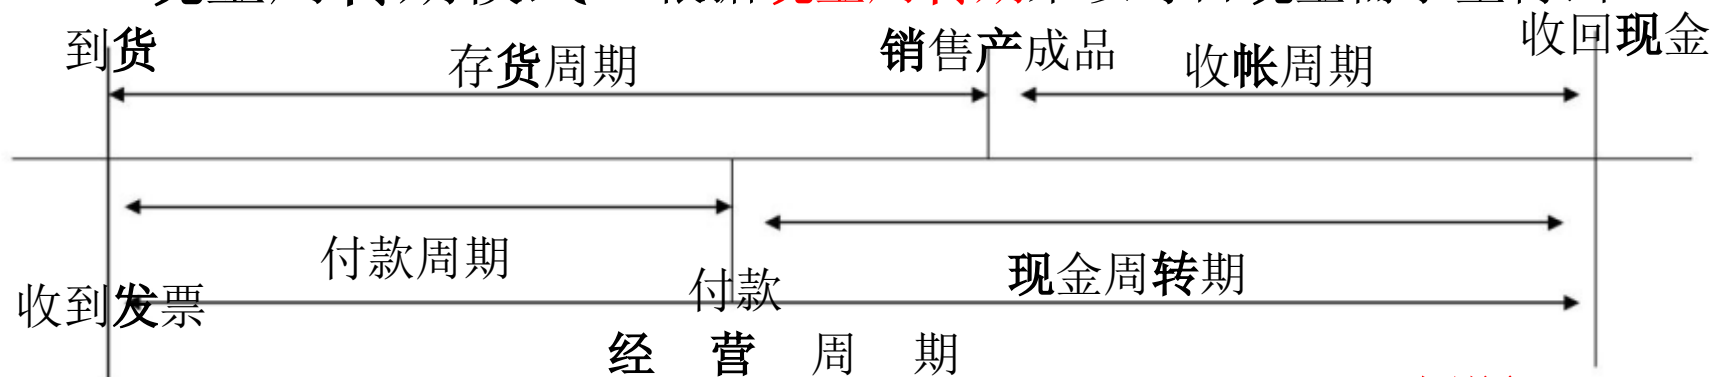 到货
存货周期
销售产成品
收帐周期
收回现金
付款周期
现金周转期
收到发票
付款
经 营 周 期